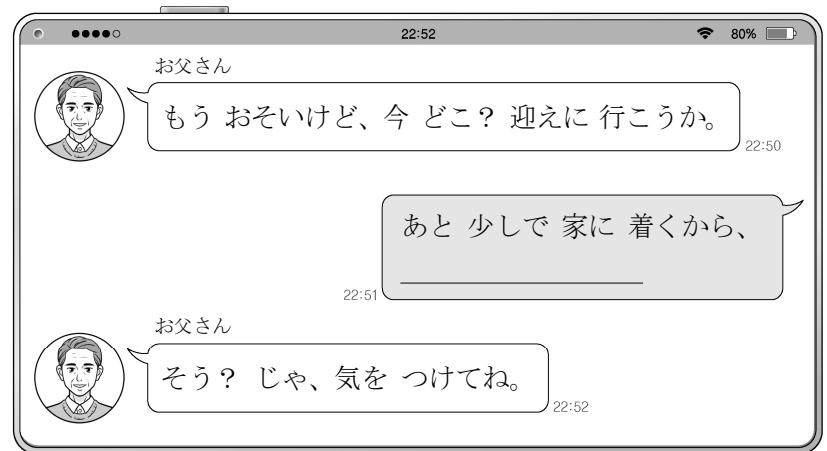 22:52
80%
お父さん
もう おそいけど、今 どこ？ 迎えに 行こうか。
22:50
あと 少しで 家に 着くから、
22:51
お父さん
そう？ じゃ、気を つけてね。
22:52